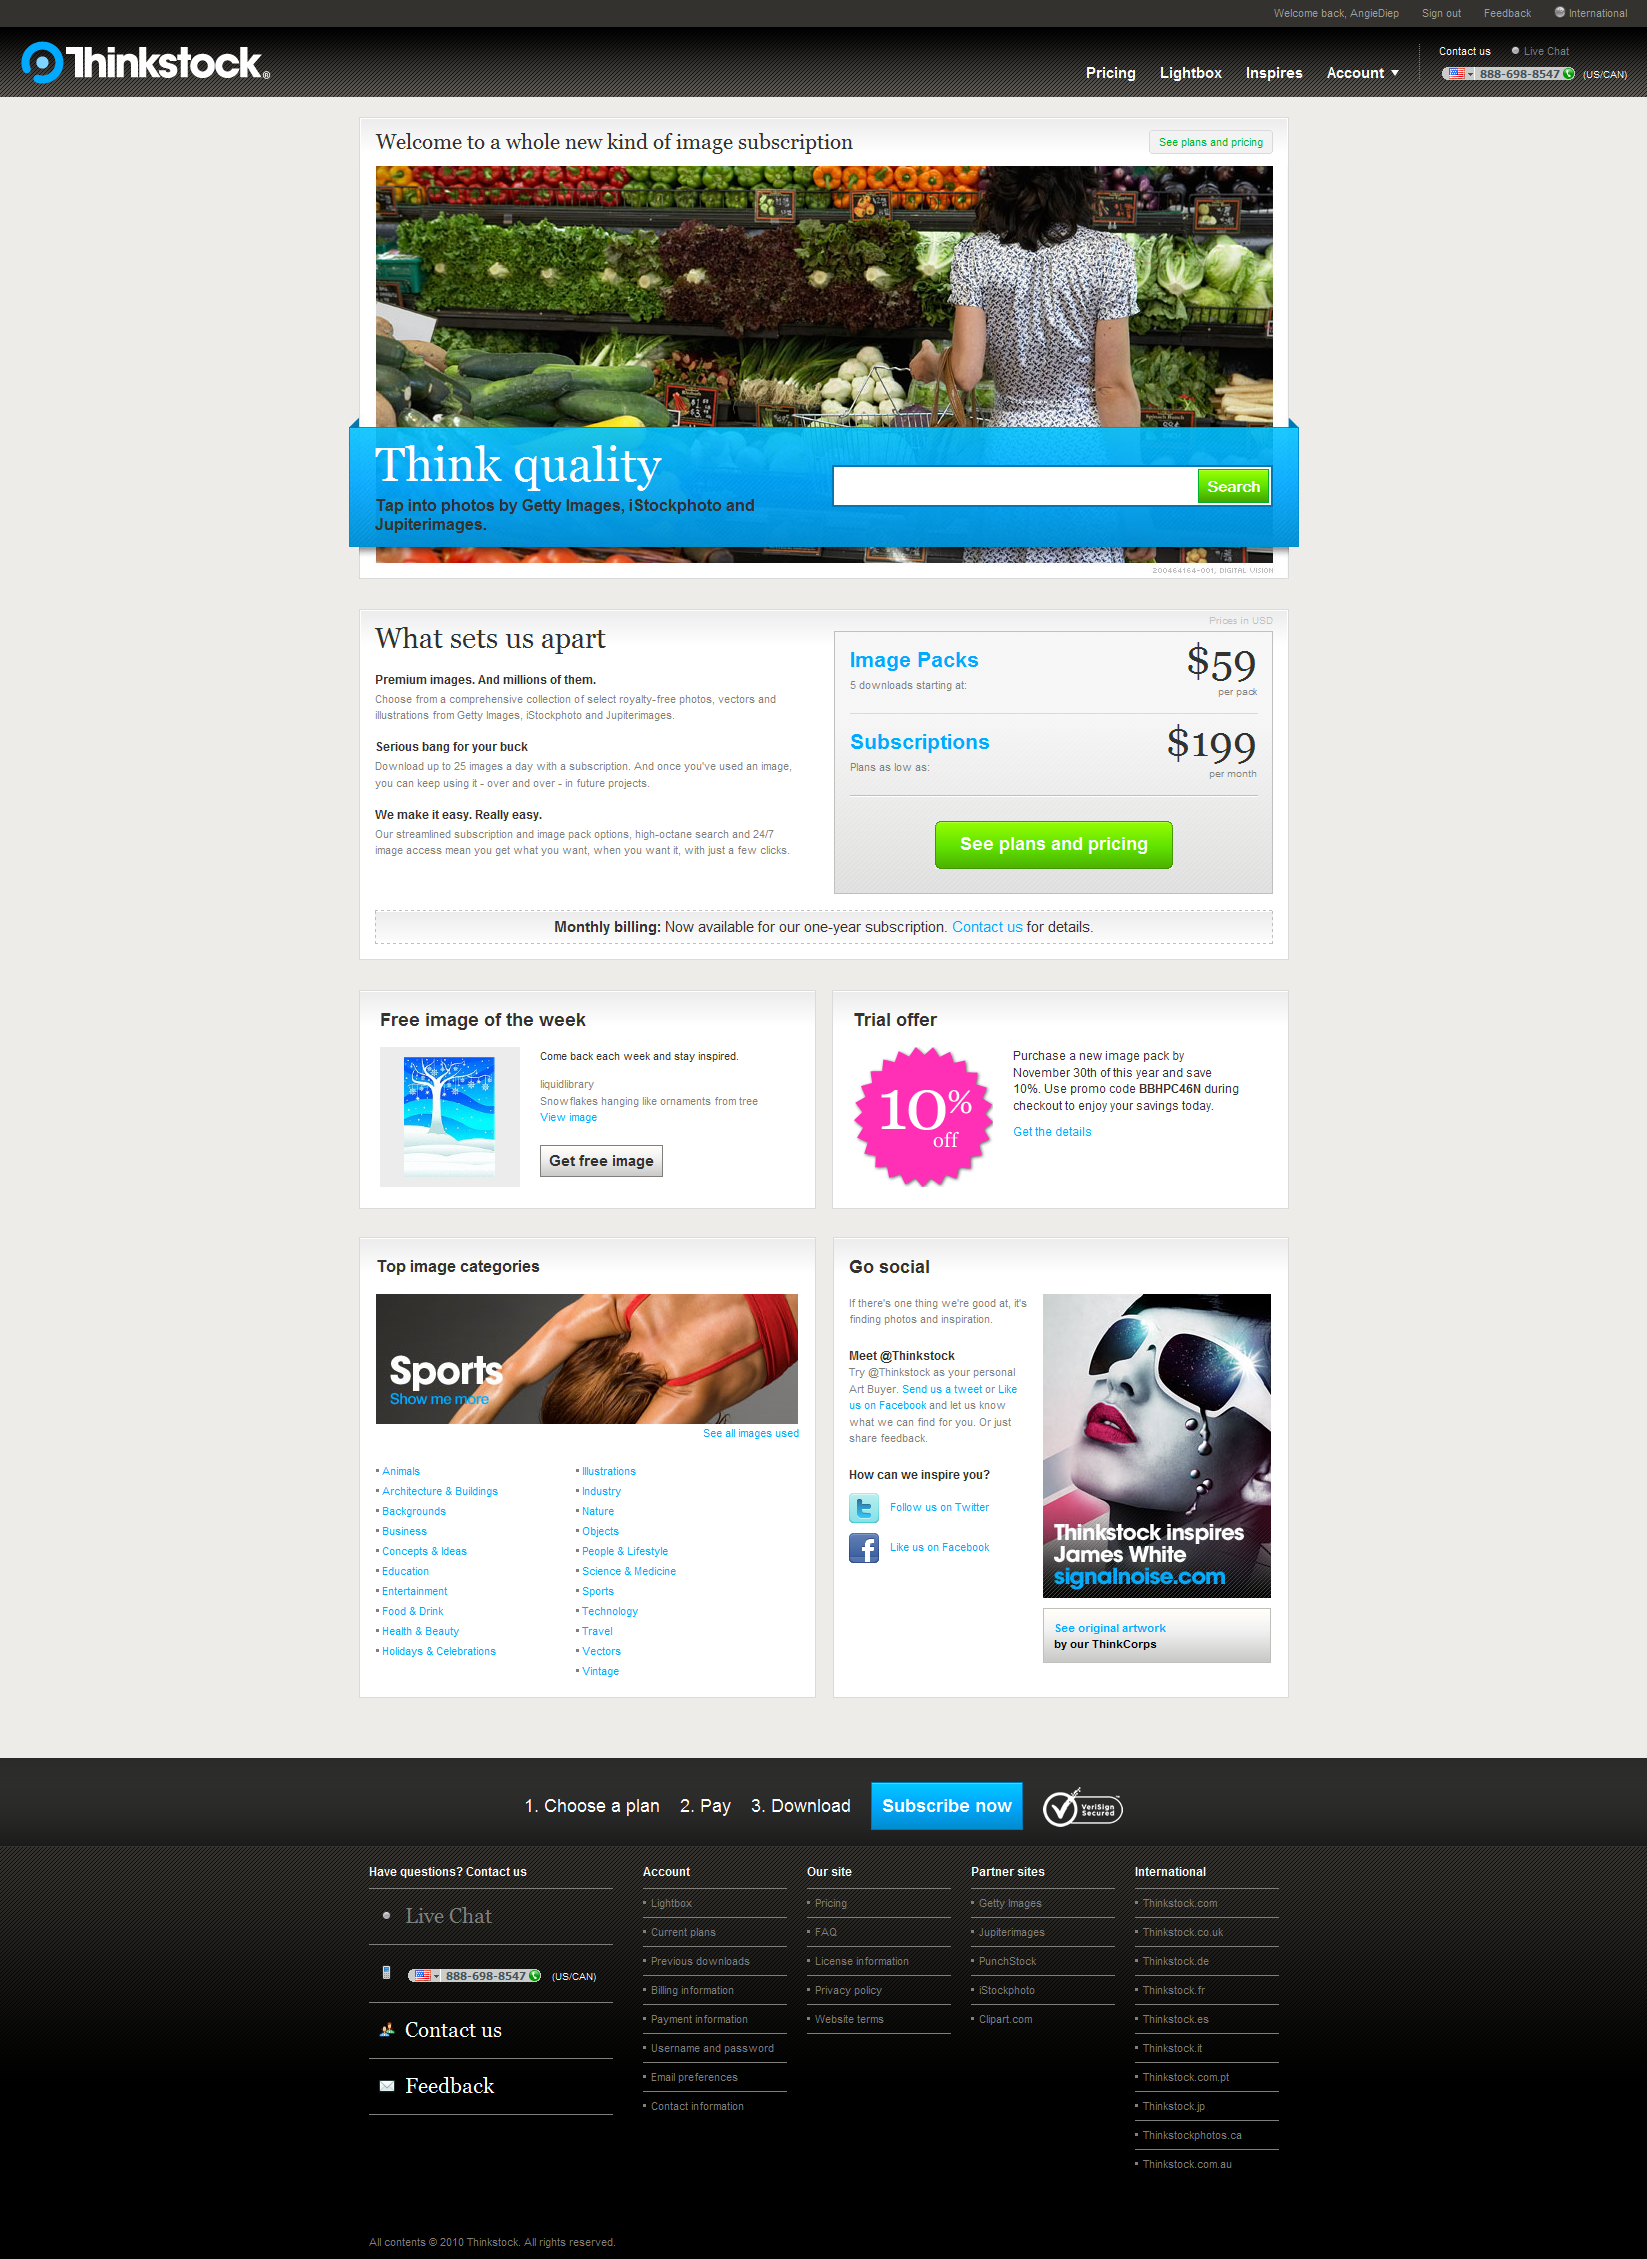 Welcome back, AngieDiep Sign out Feedback International
Thinkstock®
Contact us Live Chat
Pricing Lightbox Inspires Account
888-698-8547 (US/CAN)
Welcome to a whole new kind of image subscription
See plans and pricing
Think quality
Tap into photos by Getty Images, iStockphoto and
Jupiterimages.
Search
200464164-001, DIGITAL VISION
What sets us apart
Premium images. And millions of them.
Choose from a comprehensive collection of select royalty-free photos, vectors and
illustrations from Getty Images, iStockphoto and Jupiterimages.
Serious bang for your buck
Download up to 25 images a day with a subscription. And once you've used an image,
you can keep using it - over and over - in future projects.
We make it easy. Really easy.
Our streamlined subscription and image pack options, high-octane search and 24/7
image access mean you get what you want, when you want it, with just a few clicks.
Prices in USD
Image Packs
5 downloads starting at:
$59
per pack
Subscriptions
Plans as low as:
$199
per month
See plans and pricing
Monthly billing: Now available for our one-year subscription. Contact us for details.
Free image of the week
Come back each week and stay inspired.
liquidlibrary
Snowflakes hanging like ornaments from tree
View image
Get free image
Trial offer
10%
off
Purchase a new image pack by
November 30th of this year and save
10%. Use promo code BBHPC46N during
checkout to enjoy your savings today.
Get the details
Top image categories
Sports
Show me more
See all images used
Animals
Architecture & Buildings
Backgrounds
Business
Concepts & Ideas
Education
Entertainment
Food & Drink
Health & Beauty
Holidays & Celebrations
Illustrations
Industry
Nature
Objects
People & Lifestyle
Science & Medicine
Sports
Technology
Travel
Vectors
Vintage
Go social
If there's one thing we're good at, it's
finding photos and inspiration.
Meet @Thinkstock
Try @Thinkstock as your personal
Art Buyer. Send us a tweet or Like
us on Facebook and let us know
what we can find for you. Or just
share feedback.
How can we inspire you?
Follow us on Twitter
Like us on Facebook
Thinkstock inspires
James White
signalnoise.com
See original artwork
by our ThinkCorps
1. Choose a plan 2. Pay 3. Download Subscribe now
VeriSign
Secured
Have questions? Contact us
Live Chat
888-698-8547 (US/CAN)
Contact us
Feedback
Account
Lightbox
Current plans
Previous downloads
Billing information
Payment information
Username and password
Email preferences
Contact information
Our site
Pricing
FAQ
License information
Privacy policy
Website terms
Partner sites
Getty Images
Jupiterimages
PunchStock
iStockphoto
Clipart.com
International
Thinkstock.com
Thinkstock.co.uk
Thinkstock.de
Thinkstock.fr
Thinkstock.es
Thinkstock.it
Thinkstock.com.pt
Thinkstock.jp
Thinkstockphotos.ca
Thinkstock.com.au
All contents © 2010 Thinkstock. All rights reserved.